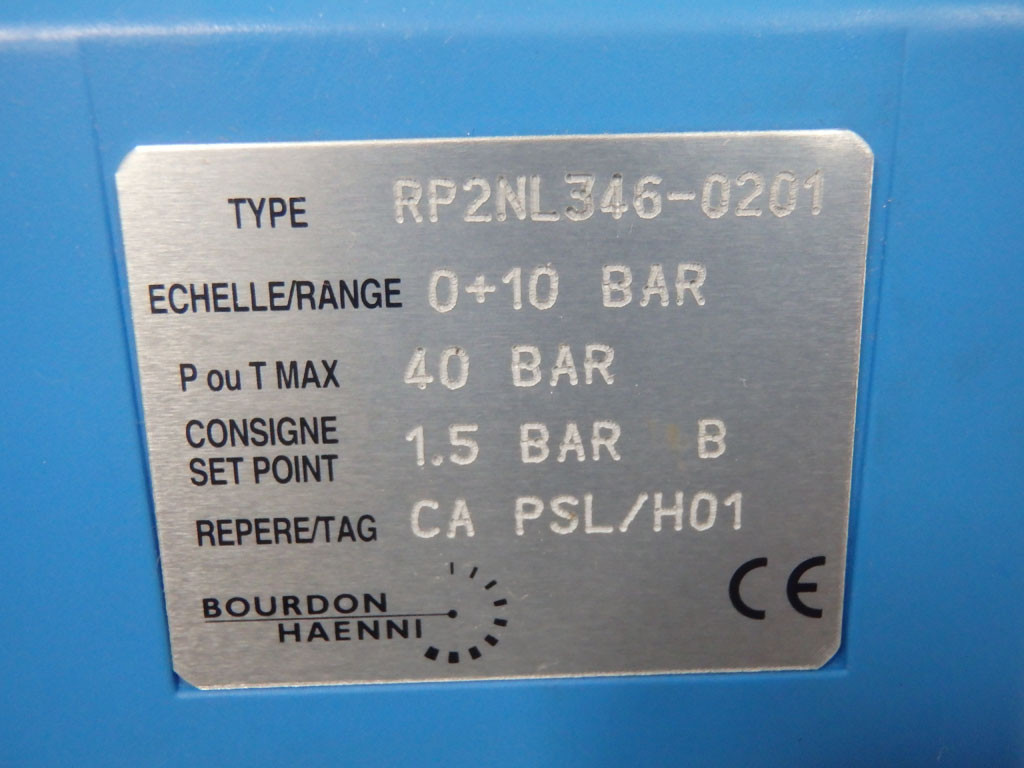 TYPE RP2NL346-0201
ECHELLE/RANGE 0+10 BAR
P ou T MAX 40 BAR
CONSIGNE
SET POINT 1.5 BAR B
REPERE/TAG CA PSL/H01
BOURDON
HAENNI
CE